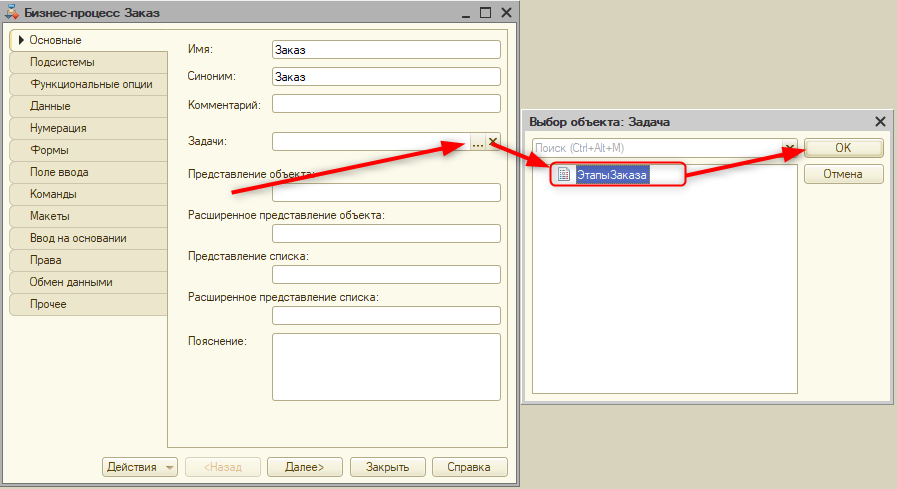 Бизнес-процесс Заказ
Основные
Подсистемы
Функциональные опции
Данные
Нумерация
Формы
Поле ввода
Команды
Макеты
Ввод на основании
Права
Обмен данными
Прочее
Имя: Заказ
Синоним: Заказ
Комментарий:
Задачи: ...
Представление объекта:
Расширенное представление объекта:
Представление списка:
Расширенное представление списка:
Пояснение:
Действия <Назад Далее> Закрыть Справка
Выбор объекта: Задача
Поиск (Ctrl+Alt+M) OK
ЭтапыЗаказа Отмена